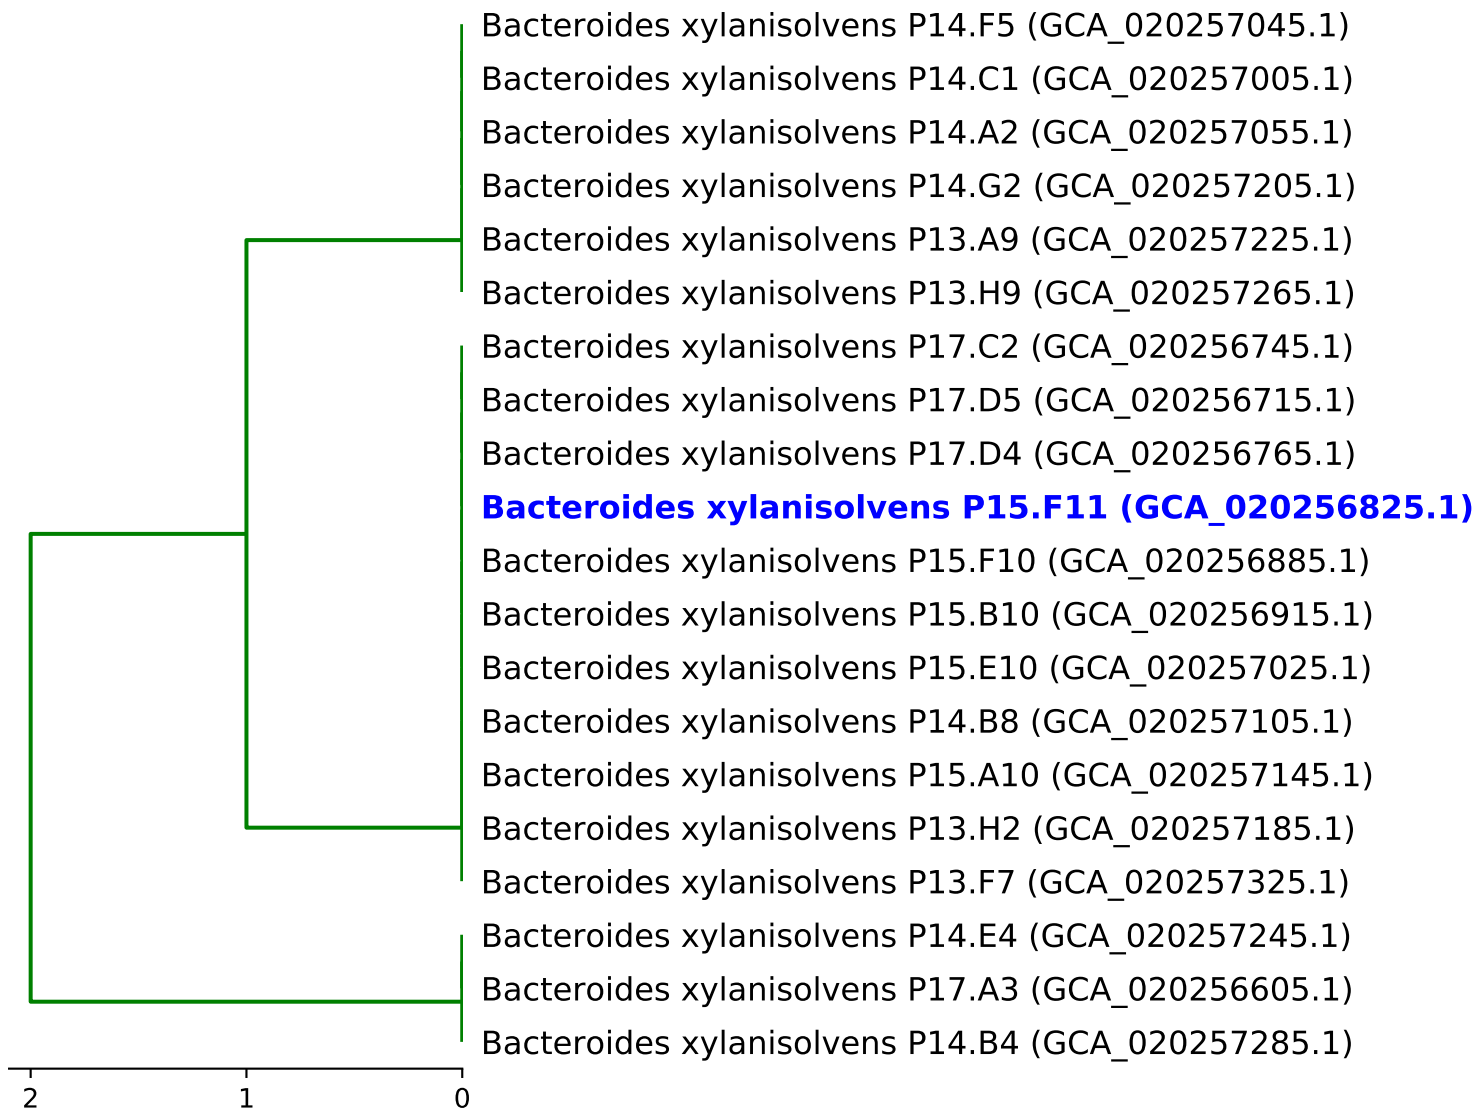 Bacteroides xylanisolvens P14.F5 (GCA_020257045.1)
Bacteroides xylanisolvens P14.C1 (GCA_020257005.1)
Bacteroides xylanisolvens P14.A2 (GCA_020257055.1)
Bacteroides xylanisolvens P14.G2 (GCA_020257205.1)
Bacteroides xylanisolvens P13.A9 (GCA_020257225.1)
Bacteroides xylanisolvens P13.H9 (GCA_020257265.1)
Bacteroides xylanisolvens P17.C2 (GCA_020256745.1)
Bacteroides xylanisolvens P17.D5 (GCA_020256715.1)
Bacteroides xylanisolvens P17.D4 (GCA_020256765.1)
Bacteroides xylanisolvens P15.F11 (GCA_020256825.1)
Bacteroides xylanisolvens P15.F10 (GCA_020256885.1)
Bacteroides xylanisolvens P15.B10 (GCA_020256915.1)
Bacteroides xylanisolvens P15.E10 (GCA_020257025.1)
Bacteroides xylanisolvens P14.B8 (GCA_020257105.1)
Bacteroides xylanisolvens P15.A10 (GCA_020257145.1)
Bacteroides xylanisolvens P13.H2 (GCA_020257185.1)
Bacteroides xylanisolvens P13.F7 (GCA_020257325.1)
Bacteroides xylanisolvens P14.E4 (GCA_020257245.1)
Bacteroides xylanisolvens P17.A3 (GCA_020256605.1)
Bacteroides xylanisolvens P14.B4 (GCA_020257285.1)
2 1 0